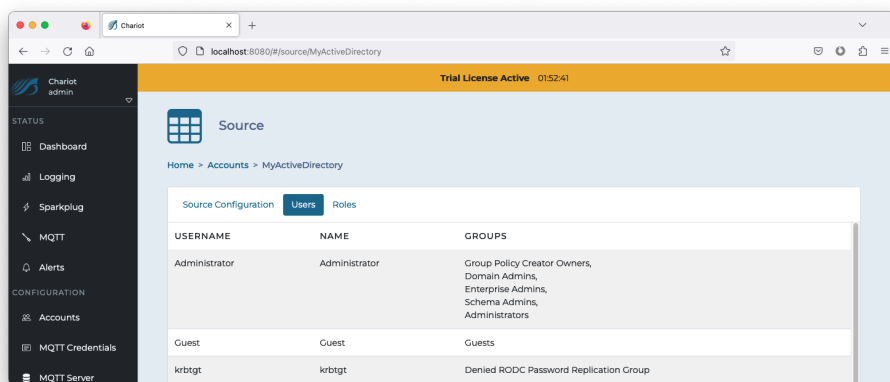 Chariot
localhost:8080/#/source/MyActiveDirectory
Chariot
admin
Trial License Active 01:52:41
STATUS
Dashboard
Logging
Sparkplug
MQTT
Alerts
CONFIGURATION
Accounts
MQTT Credentials
MQTT Server
Source
Home > Accounts > MyActiveDirectory
Source Configuration Users Roles
USERNAME NAME GROUPS
Administrator Administrator Group Policy Creator Owners,
Domain Admins,
Enterprise Admins,
Schema Admins,
Administrators
Guest Guest Guests
krbtgt krbtgt Denied RODC Password Replication Group